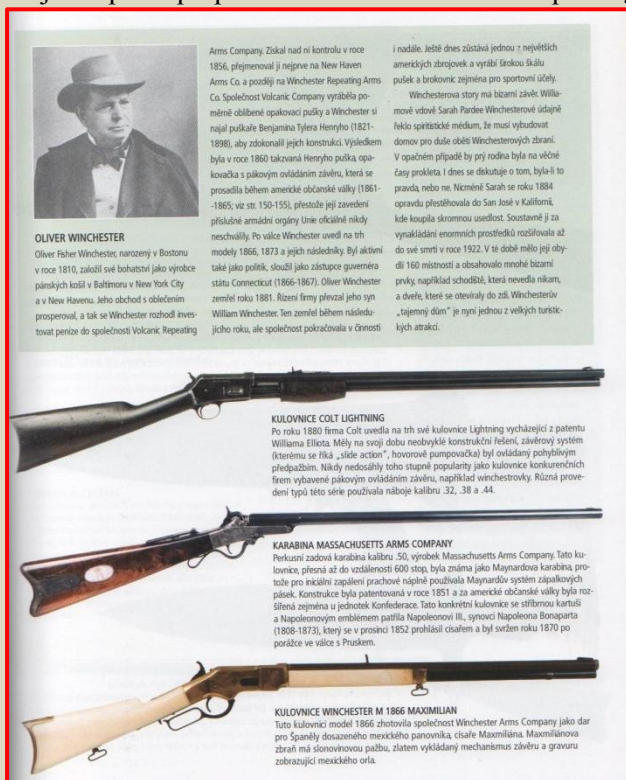 OLIVER WINCHESTER
Oliver Fisher Winchester, narozený v Bostonu
v roce 1810, založil své bohatství jako výrobce
pánských košil v Baltimoru v New York City
a v New Havenu. Jeho obchod s oblečením
prosperoval, a tak se Winchester rozhodl inves-
tovat peníze do společnosti Volcanic Repeating
Arms Company. Získal nad ní kontrolu v roce
1856, přejmenoval ji nejprve na New Haven
Arms Co. a později na Winchester Repeating Arms
Co. Společnost Volcanic Company vyráběla po-
měrně oblíbené opakovací pušky a Winchester si
najal puškaře Benjamina Tylera Henryho (1821-
1898), aby zdokonalil jejich konstrukci. Výsledkem
byla v roce 1860 takzvaná Henryho puška, opa-
kovačka s pákovým ovládáním závěru, která se
prosadila během americké občanské války (1861-
-1865; viz str. 150-155), přestože její zavedení
příslušné armádní orgány Unie oficiálně nikdy
neschválily. Po válce Winchester uvedl na trh
modely 1866, 1873 a jejich následníky. Byl aktivní
také jako politik, sloužil jako zástupce guvernéra
státu Connecticut (1866-1867). Oliver Winchester
zemřel roku 1881. Řízení firmy převzal jeho syn
William Winchester. Ten zemřel během následu-
jícího roku, ale společnost pokračovala v činnosti
i nadále. Ještě dnes zůstává jednou z největších
amerických zbrojovek a vyrábí širokou škálu
pušek a brokovnic zejména pro sportovní účely.
Winchesterova story má bizarní závěr. Willia-
mově vdově Sarah Pardee Winchesterové údajně
řeklo spiritistické médium, že musí vybudovat
domov pro duše obětí Winchesterových zbraní.
V opačném případě by prý rodina byla na věčné
časy prokleta. I dnes se diskutuje o tom, byla-li to
pravda, nebo ne. Nicméně Sarah se roku 1884
opravdu přestěhovala do San José v Kalifornii,
kde koupila skromnou usedlost. Soustavně ji za
vynakládání enormních prostředků rozšiřovala až
do své smrti v roce 1922. V té době mělo její oby-
dlí 160 místností a obsahovalo mnohé bizarní
prvky, například schodiště, která nevedla nikam,
a dveře, které se otevíraly do zdi. Winchesterův
„tajemný dům“ je nyní jednou z velkých turistic-
kých atrakcí.
KULOVNICE COLT LIGHTNING
Po roku 1880 firma Colt uvedla na trh své kulovnice Lightning vycházející z patentu
Williama Elliota. Měly na svoji dobu neobvyklé konstrukční řešení, závěrový systém
(kterému se říká „slide action“, hovorově pumpovačka) byl ovládaný pohyblivým
předpažbím. Nikdy nedosáhly toho stupně popularity jako kulovnice konkurenčních
firem vybavené pákovým ovládáním závěru, například winchestrovky. Různá prove-
dení typů této série používala náboje kalibru .32, .38 a .44.
KARABINA MASSACHUSETTS ARMS COMPANY
Perkusní zadová karabina kalibru .50, výrobek Massachusetts Arms Company. Tato ku-
lovnice, přesná až do vzdálenosti 600 stop, byla známa jako Maynardova karabina, pro-
tože pro iniciální zapálení prachové náplně používala Maynardův systém zápalkových
pásek. Konstrukce byla patentovaná v roce 1851 a za americké občanské války byla roz-
šířená zejména u jednotek Konfederace. Tato konkrétní kulovnice se stříbrnou kartuší
a Napoleonovým emblémem patřila Napoleonovi III., synovci Napoleona Bonaparta
(1808-1873), který se v prosinci 1852 prohlásil císařem a byl svržen roku 1870 po
porážce ve válce s Pruskem.
KULOVNICE WINCHESTER M 1866 MAXIMILIAN
Tuto kulovnici model 1866 zhotovila společnost Winchester Arms Company jako dar
pro Španěly dosazeného mexického panovníka, císaře Maxmiliána. Maxmiliánova
zbraň má slonovinovou pažbu, zlatem vykládaný mechanismus závěru a gravuru
zobrazující mexického orla.